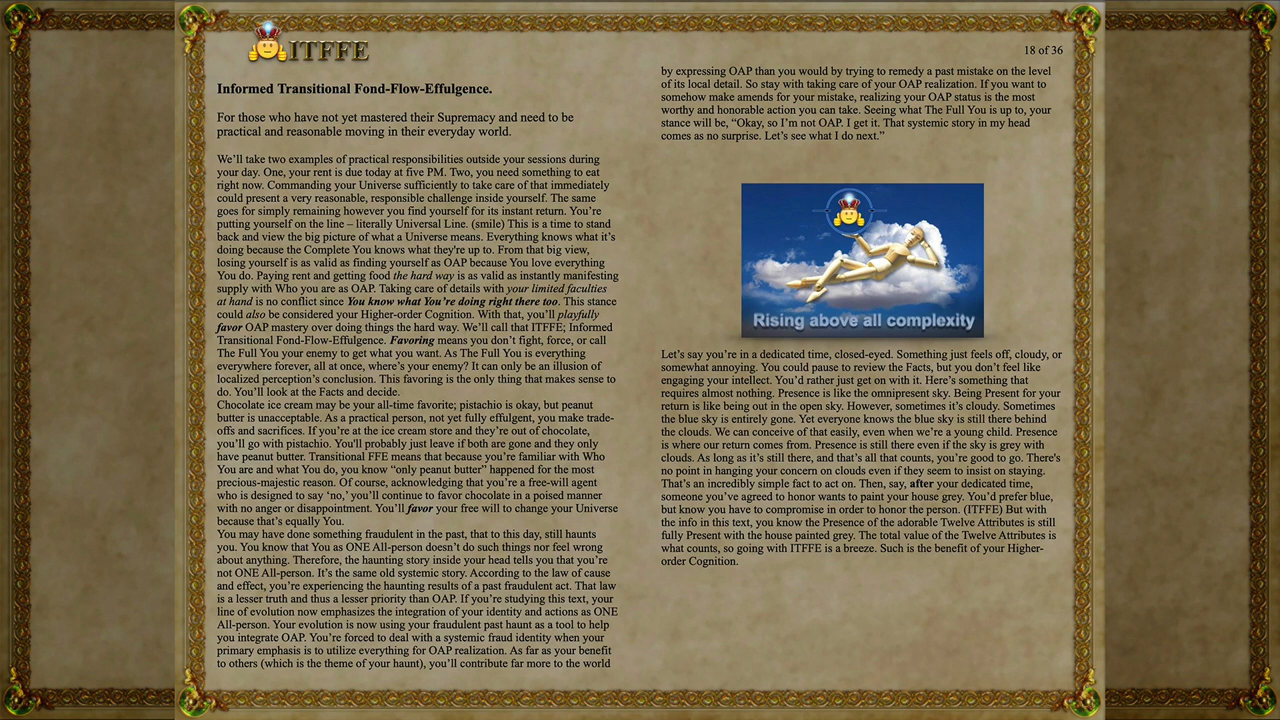 ITFFE
18 of 36
Informed Transitional Fond-Flow-Effulgence.
For those who have not yet mastered their Supremacy and need to be
practical and reasonable moving in their everyday world.
We’ll take two examples of practical responsibilities outside your sessions during
your day. One, your rent is due today at five PM. Two, you need something to eat
right now. Commanding your Universe sufficiently to take care of that immediately
could present a very reasonable, responsible challenge inside yourself. The same
goes for simply remaining however you find yourself for its instant return. You’re
putting yourself on the line – literally Universal Line. (smile) This is a time to stand
back and view the big picture of what a Universe means. Everything knows what it’s
doing because the Complete You knows what they're up to. From that big view,
losing yourself is as valid as finding yourself as OAP because You love everything
You do. Paying rent and getting food the hard way is as valid as instantly manifesting
supply with Who you are as OAP. Taking care of details with your limited faculties
at hand is no conflict since You know what You’re doing right there too. This stance
could also be considered your Higher-order Cognition. With that, you’ll playfully
favor OAP mastery over doing things the hard way. We’ll call that ITFFE; Informed
Transitional Fond-Flow-Effulgence. Favoring means you don’t fight, force, or call
The Full You your enemy to get what you want. As The Full You is everything
everywhere forever, all at once, where’s your enemy? It can only be an illusion of
localized perception’s conclusion. This favoring is the only thing that makes sense to
do. You’ll look at the Facts and decide.
Chocolate ice cream may be your all-time favorite; pistachio is okay, but peanut
butter is unacceptable. As a practical person, not yet fully effulgent, you make trade-
offs and sacrifices. If you’re at the ice cream store and they’re out of chocolate,
you’ll go with pistachio. You'll probably just leave if both are gone and they only
have peanut butter. Transitional FFE means that because you’re familiar with Who
You are and what You do, you know “only peanut butter” happened for the most
precious-majestic reason. Of course, acknowledging that you’re a free-will agent
who is designed to say ‘no,’ you’ll continue to favor chocolate in a poised manner
with no anger or disappointment. You’ll favor your free will to change your Universe
because that’s equally You.
You may have done something fraudulent in the past, that to this day, still haunts
you. You know that You as ONE All-person doesn’t do such things nor feel wrong
about anything. Therefore, the haunting story inside your head tells you that you’re
not ONE All-person. It’s the same old systemic story. According to the law of cause
and effect, you’re experiencing the haunting results of a past fraudulent act. That law
is a lesser truth and thus a lesser priority than OAP. If you’re studying this text, your
line of evolution now emphasizes the integration of your identity and actions as ONE
All-person. Your evolution is now using your fraudulent past haunt as a tool to help
you integrate OAP. You’re forced to deal with a systemic fraud identity when your
primary emphasis is to utilize everything for OAP realization. As far as your benefit
to others (which is the theme of your haunt), you’ll contribute far more to the world
by expressing OAP than you would by trying to remedy a past mistake on the level
of its local detail. So stay with taking care of your OAP realization. If you want to
somehow make amends for your mistake, realizing your OAP status is the most
worthy and honorable action you can take. Seeing what The Full You is up to, your
stance will be, “Okay, so I’m not OAP. I get it. That systemic story in my head
comes as no surprise. Let’s see what I do next.”
Rising above all complexity
Let’s say you’re in a dedicated time, closed-eyed. Something just feels off, cloudy, or
somewhat annoying. You could pause to review the Facts, but you don’t feel like
engaging your intellect. You’d rather just get on with it. Here’s something that
requires almost nothing. Presence is like the omnipresent sky. Being Present for your
return is like being out in the open sky. However, sometimes it’s cloudy. Sometimes
the blue sky is entirely gone. Yet everyone knows the blue sky is still there behind
the clouds. We can conceive of that easily, even when we’re a young child. Presence
is where our return comes from. Presence is still there even if the sky is grey with
clouds. As long as it’s still there, and that’s all that counts, you’re good to go. There's
no point in hanging your concern on clouds even if they seem to insist on staying.
That’s an incredibly simple fact to act on. Then, say, after your dedicated time,
someone you’ve agreed to honor wants to paint your house grey. You’d prefer blue,
but know you have to compromise in order to honor the person. (ITFFE) But with
the info in this text, you know the Presence of the adorable Twelve Attributes is still
fully Present with the house painted grey. The total value of the Twelve Attributes is
what counts, so going with ITFFE is a breeze. Such is the benefit of your Higher-
order Cognition.